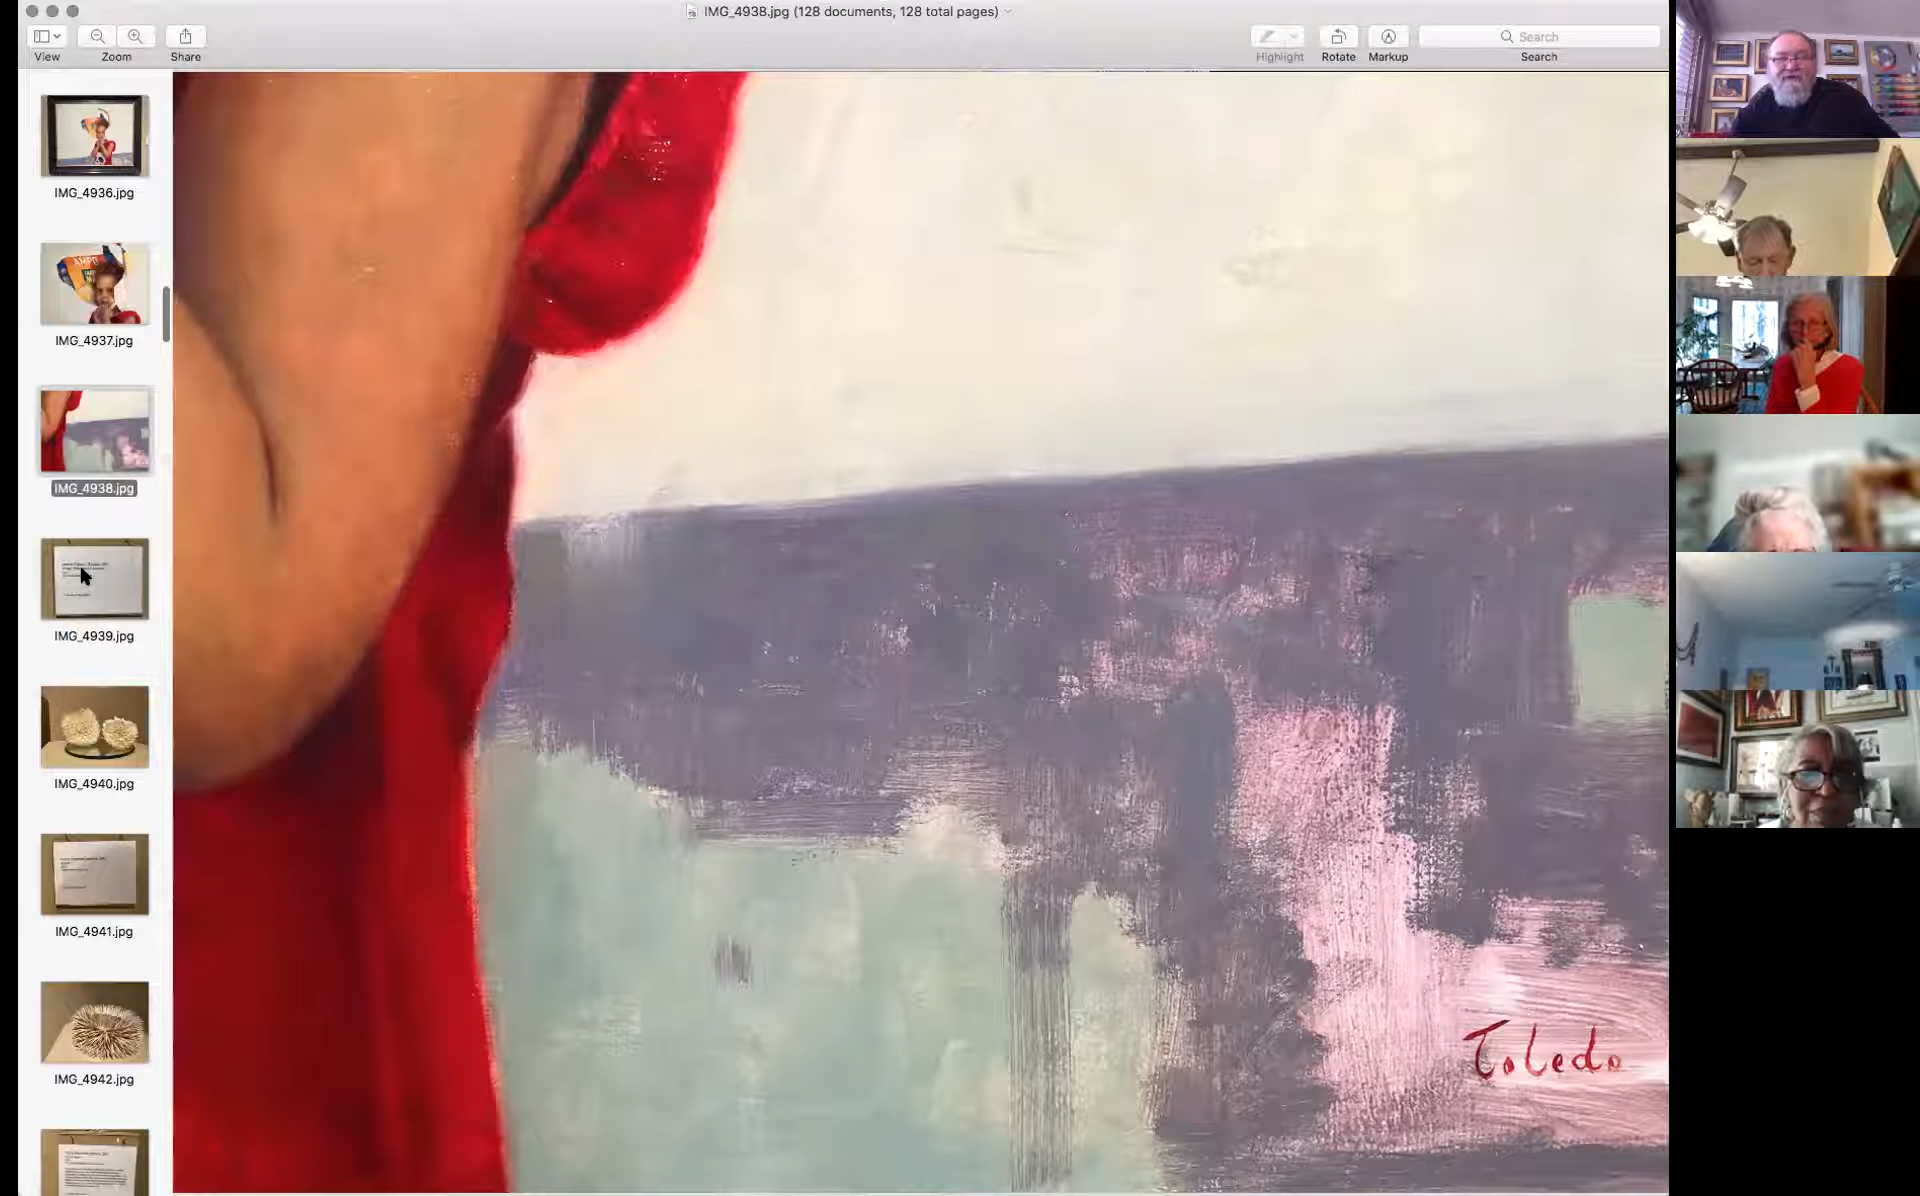 IMG_4938.jpg (128 documents, 128 total pages)
View
Zoom
Share
Highlight
Rotate
Markup
Search
Search
IMG_4936.jpg
AMPO
IMG_4937.jpg
IMG_4938.jpg
IMG_4939.jpg
IMG_4940.jpg
IMG_4941.jpg
IMG_4942.jpg
Toledo